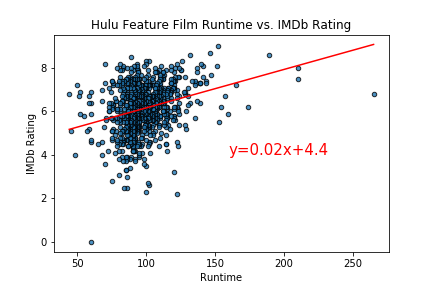 Hulu Feature Film Runtime vs. IMDb Rating
IMDb Rating
8
6
4
2
0
y=0.02x+4.4
50 100 150 200 250
Runtime